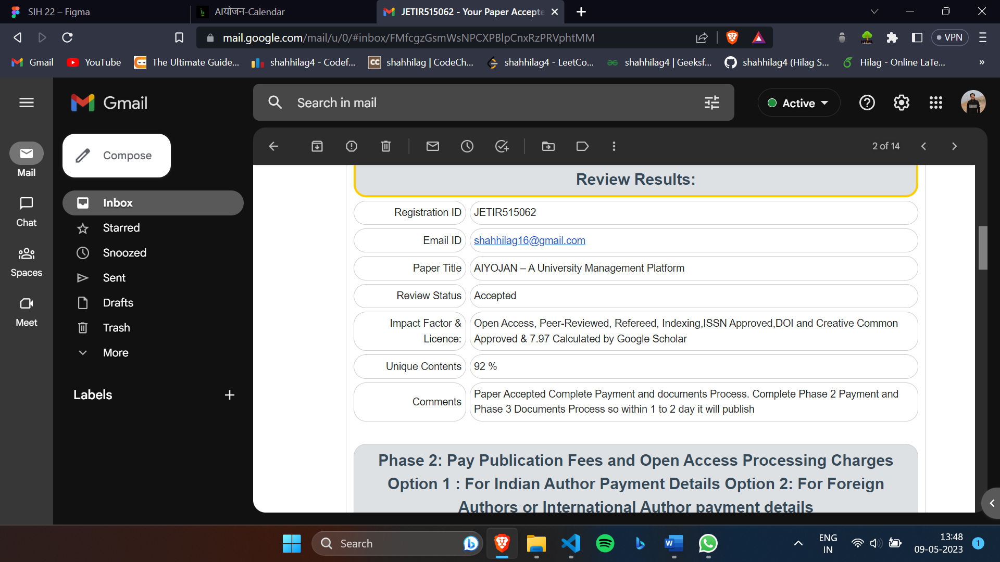 SIH 22 – Figma
AIयोजन-Calendar
JETIR515062 - Your Paper Accepte
mail.google.com/mail/u/0/#inbox/FMfcgzGsmWsNPCXPBlpCnxRzPRVphtMM
VPN
Gmail
YouTube
The Ultimate Guide...
shahhilag4 - Codef...
shahhilag | CodeCh...
shahhilag4 - LeetCo...
shahhilag4 | Geeksf...
shahhilag4 (Hilag S...
Hilag - Online LaTe...
»
Gmail
Search in mail
Active
Mail
Chat
Spaces
Meet
Compose
Inbox
Starred
Snoozed
Sent
Drafts
Trash
More
Labels
2 of 14
Review Results:
Registration ID JETIR515062
Email ID shahhilag16@gmail.com
Paper Title AIYOJAN – A University Management Platform
Review Status Accepted
Impact Factor & Licence: Open Access, Peer-Reviewed, Refereed, Indexing,ISSN Approved,DOI and Creative Common
Approved & 7.97 Calculated by Google Scholar
Unique Contents 92 %
Comments Paper Accepted Complete Payment and documents Process. Complete Phase 2 Payment and
Phase 3 Documents Process so within 1 to 2 day it will publish
Phase 2: Pay Publication Fees and Open Access Processing Charges
Option 1 : For Indian Author Payment Details Option 2: For Foreign
Authors or International Author payment details
Search
ENG
IN
13:48
09-05-2023
1